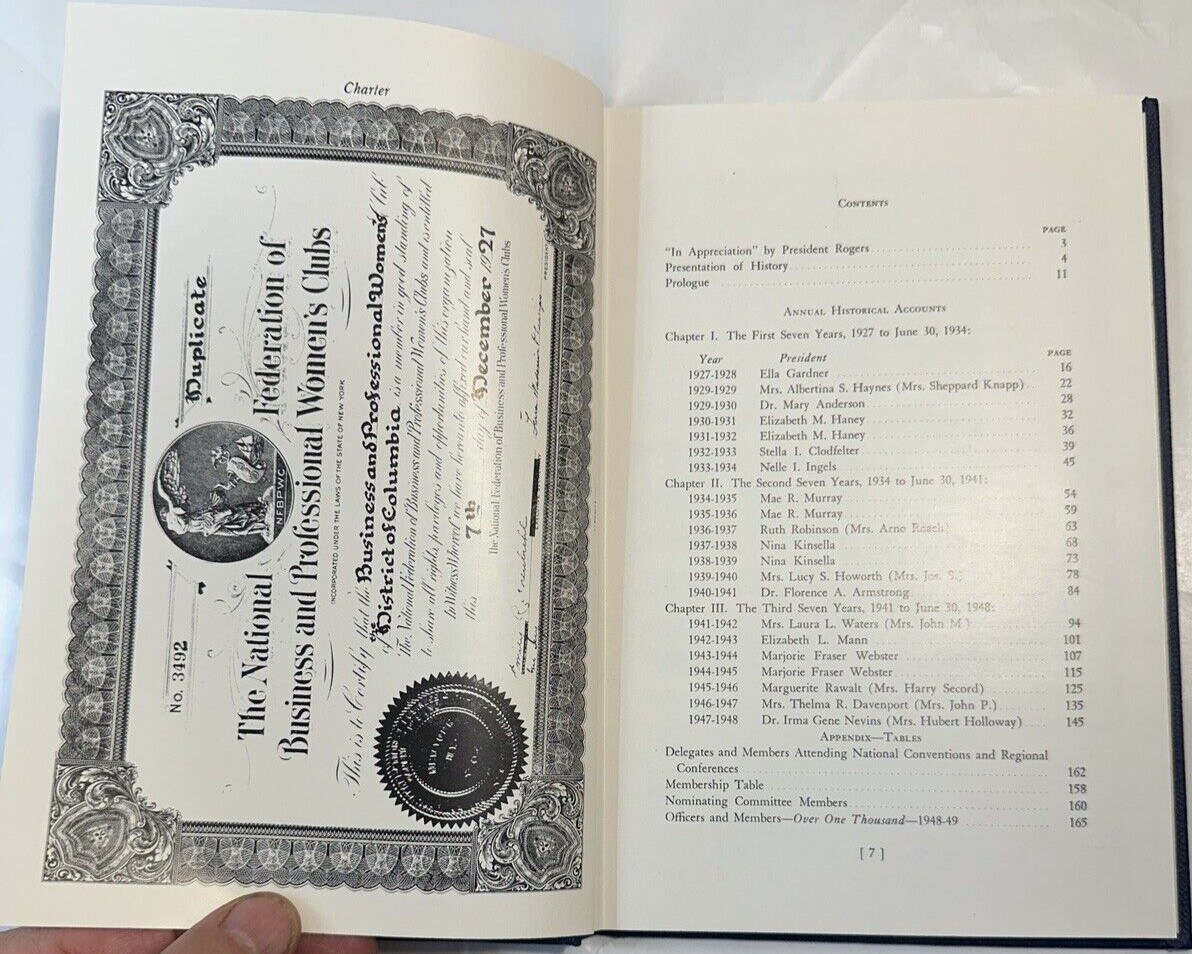 Charter
No. 3492
Duplicate
NFBPWC
The National Federation of
Business and Professional Women's Clubs
INCORPORATED UNDER THE LAWS OF THE STATE OF NEW YORK
This is to Certify that the Business and Professional Women's Club
of the District of Columbia is a member in good standing of
The National Federation of Business and Professional Women's Clubs and is entitled
to share all rights, privileges and opportunities of this organization
In Witness Whereof we have hereunto affixed our hand and seal
this 7th day of December 1927
The National Federation of Business and Professional Women's Clubs
PRESIDENT
CONTENTS
PAGE
"In Appreciation" by President Rogers 3
Presentation of History 4
Prologue 11
ANNUAL HISTORICAL ACCOUNTS
Chapter I. The First Seven Years, 1927 to June 30, 1934:
Year President PAGE
1927-1928 Ella Gardner 16
1929-1929 Mrs. Albertina S. Haynes (Mrs. Sheppard Knapp) 22
1929-1930 Dr. Mary Anderson 28
1930-1931 Elizabeth M. Haney 32
1931-1932 Elizabeth M. Haney 36
1932-1933 Stella I. Clodfelter 39
1933-1934 Nelle I. Ingels 45
Chapter II. The Second Seven Years, 1934 to June 30, 1941:
1934-1935 Mae R. Murray 54
1935-1936 Mae R. Murray 59
1936-1937 Ruth Robinson (Mrs. Arno Roach) 63
1937-1938 Nina Kinsella 68
1938-1939 Nina Kinsella 73
1939-1940 Mrs. Lucy S. Howorth (Mrs. Jos. S.) 78
1940-1941 Dr. Florence A. Armstrong 84
Chapter III. The Third Seven Years, 1941 to June 30, 1948:
1941-1942 Mrs. Laura L. Waters (Mrs. John M.) 94
1942-1943 Elizabeth L. Mann 101
1943-1944 Marjorie Fraser Webster 107
1944-1945 Marjorie Fraser Webster 115
1945-1946 Marguerite Rawalt (Mrs. Harry Secord) 125
1946-1947 Mrs. Thelma R. Davenport (Mrs. John P.) 135
1947-1948 Dr. Irma Gene Nevins (Mrs. Hubert Holloway) 145
APPENDIX—TABLES
Delegates and Members Attending National Conventions and Regional
Conferences 162
Membership Table 158
Nominating Committee Members 160
Officers and Members—Over One Thousand—1948-49 165
[ 7 ]